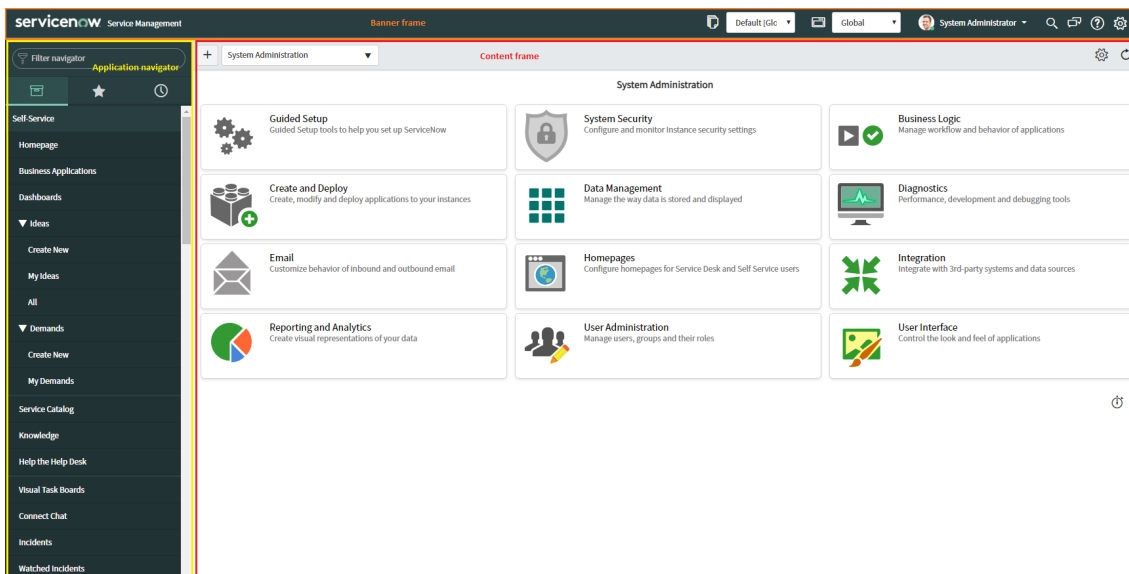 servicenow Service Management
Banner frame
Default [Glc
Global
System Administrator
Filter navigator
Application navigator
System Administration
Content frame
Self-Service
Homepage
Business Applications
Dashboards
Ideas
Create New
My Ideas
All
Demands
Create New
My Demands
Service Catalog
Knowledge
Help the Help Desk
Visual Task Boards
Connect Chat
Incidents
Watched Incidents
System Administration
Guided Setup
Guided Setup tools to help you set up ServiceNow
System Security
Configure and monitor Instance security settings
Business Logic
Manage workflow and behavior of applications
Create and Deploy
Create, modify and deploy applications to your instances
Data Management
Manage the way data is stored and displayed
Diagnostics
Performance, development and debugging tools
Email
Customize behavior of inbound and outbound email
Homepages
Configure homepages for Service Desk and Self Service users
Integration
Integrate with 3rd-party systems and data sources
Reporting and Analytics
Create visual representations of your data
User Administration
Manage users, groups and their roles
User Interface
Control the look and feel of applications